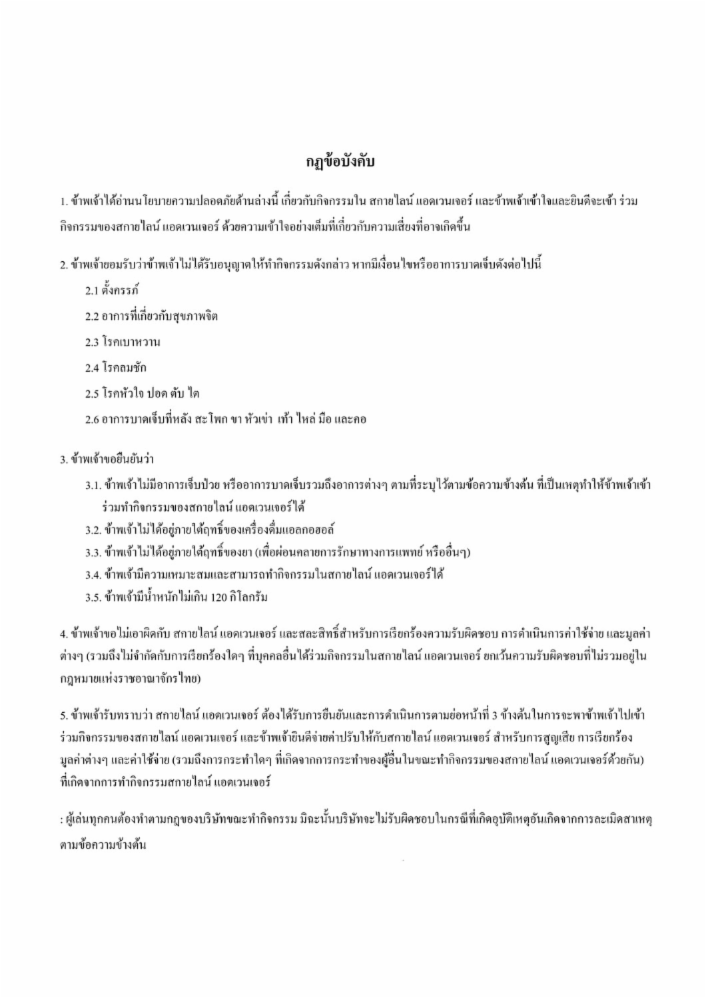 กฏข้อบังคับ
1. ข้าพเจ้าได้อ่านนโยบายความปลอดภัยด้านล่างนี้ เกี่ยวกับกิจกรรมใน สกายไลน์ แอดเวนเจอร์ และข้าพเจ้าเข้าใจและยินดีจะเข้า ร่วม
กิจกรรมของสกายไลน์ แอดเวนเจอร์ ด้วยความเข้าใจอย่างเต็มที่เกี่ยวกับความเสี่ยงที่อาจเกิดขึ้น
2. ข้าพเจ้ายอมรับว่าข้าพเจ้าไม่ได้รับอนุญาตให้ทำกิจกรรมดังกล่าว หากมีเงื่อนไขหรืออาการบาดเจ็บดังต่อไปนี้
2.1 ตั้งครรภ์
2.2 อาการที่เกี่ยวกับสุขภาพจิต
2.3 โรคเบาหวาน
2.4 โรคลมชัก
2.5 โรคหัวใจ ปอด ตับ ไต
2.6 อาการบาดเจ็บที่หลัง สะโพก ขา หัวเข่า เท้า ไหล่ มือ และคอ
3. ข้าพเจ้าขอยืนยันว่า
3.1. ข้าพเจ้าไม่มีอาการเจ็บป่วย หรืออาการบาดเจ็บรวมถึงอาการต่างๆ ตามที่ระบุไว้ตามข้อความข้างต้น ที่เป็นเหตุทำให้ข้าพเจ้าเข้า
ร่วมทำกิจกรรมของสกายไลน์ แอดเวนเจอร์ได้
3.2. ข้าพเจ้าไม่ได้อยู่ภายใต้ฤทธิ์ของเครื่องดื่มแอลกอฮอล์
3.3. ข้าพเจ้าไม่ได้อยู่ภายใต้ฤทธิ์ของยา (เพื่อผ่อนคลายการรักษาทางการแพทย์ หรืออื่นๆ)
3.4. ข้าพเจ้ามีความเหมาะสมและสามารถทำกิจกรรมในสกายไลน์ แอดเวนเจอร์ได้
3.5. ข้าพเจ้ามีน้ำหนักไม่เกิน 120 กิโลกรัม
4. ข้าพเจ้าขอไม่เอาผิดกับ สกายไลน์ แอดเวนเจอร์ และสละสิทธิ์สำหรับการเรียกร้องความรับผิดชอบ การดำเนินการค่าใช้จ่าย และมูลค่า
ต่างๆ (รวมถึงไม่จำกัดกับการเรียกร้องใดๆ ที่บุคคลอื่นได้ร่วมกิจกรรมในสกายไลน์ แอดเวนเจอร์ ยกเว้นความรับผิดชอบที่ไม่รวมอยู่ใน
กฎหมายแห่งราชอาณาจักรไทย)
5. ข้าพเจ้ารับทราบว่า สกายไลน์ แอดเวนเจอร์ ต้องได้รับการยืนยันและการดำเนินการตามย่อหน้าที่ 3 ข้างต้นในการจะพาข้าพเจ้าไปเข้า
ร่วมกิจกรรมของสกายไลน์ แอดเวนเจอร์ และข้าพเจ้ายินดีจ่ายค่าปรับให้กับสกายไลน์ แอดเวนเจอร์ สำหรับการสูญเสีย การเรียกร้อง
มูลค่าต่างๆ และค่าใช้จ่าย (รวมถึงการกระทำใดๆ ที่เกิดจากการกระทำของผู้อื่นในขณะทำกิจกรรมของสกายไลน์ แอดเวนเจอร์ด้วยกัน)
ที่เกิดจากการทำกิจกรรมสกายไลน์ แอดเวนเจอร์
: ผู้เล่นทุกคนต้องทำตามกฎของบริษัทขณะทำกิจกรรม มิฉะนั้นบริษัทจะไม่รับผิดชอบในกรณีที่เกิดอุบัติเหตุอันเกิดจากการละเมิดสาเหตุ
ตามข้อความข้างต้น